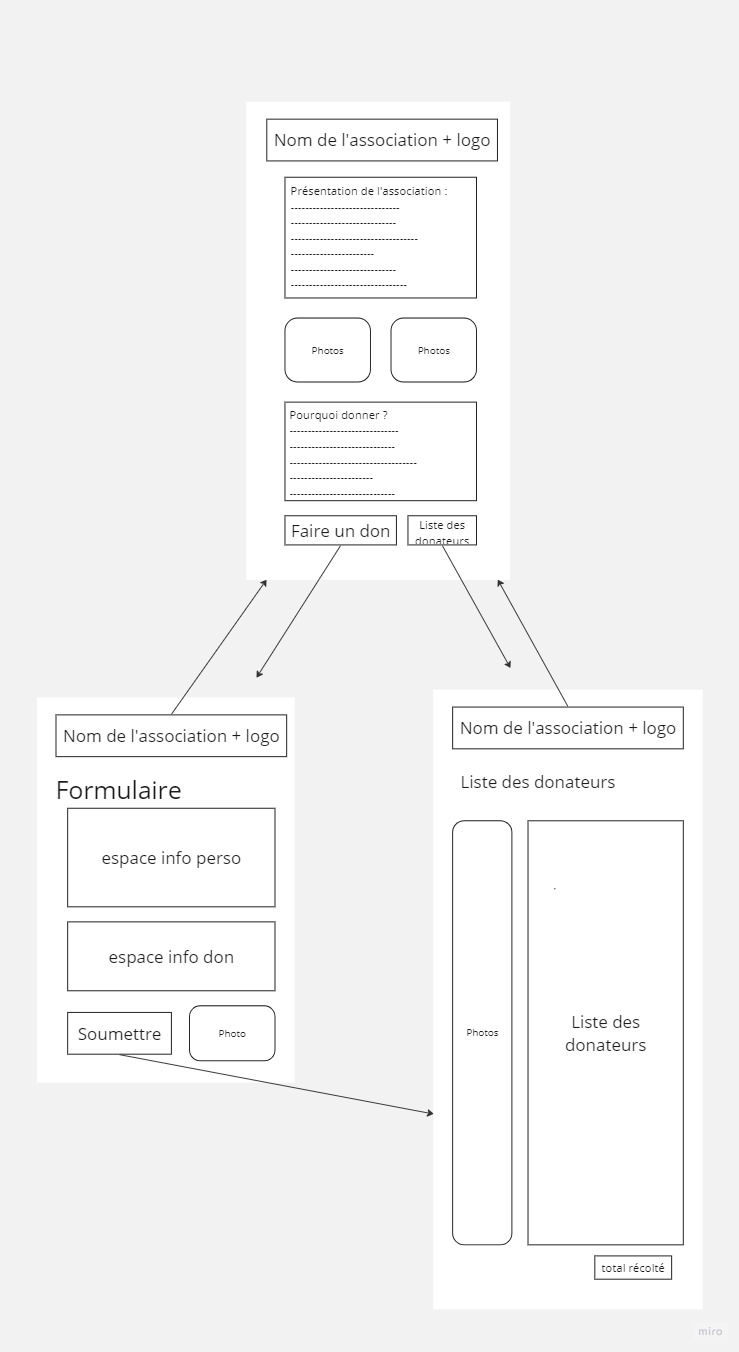 Nom de l'association + logo
Présentation de l'association :
------------------------------
-----------------------------
-----------------------------------
-----------------------
-----------------------------
--------------------------------
Photos
Photos
Pourquoi donner ?
------------------------------
-----------------------------
-----------------------------------
-----------------------
-----------------------------
Faire un don
Liste des
donateurs
Nom de l'association + logo
Formulaire
espace info perso
espace info don
Soumettre
Photo
Nom de l'association + logo
Liste des donateurs
.
Photos
Liste des
donateurs
total récolté
miro